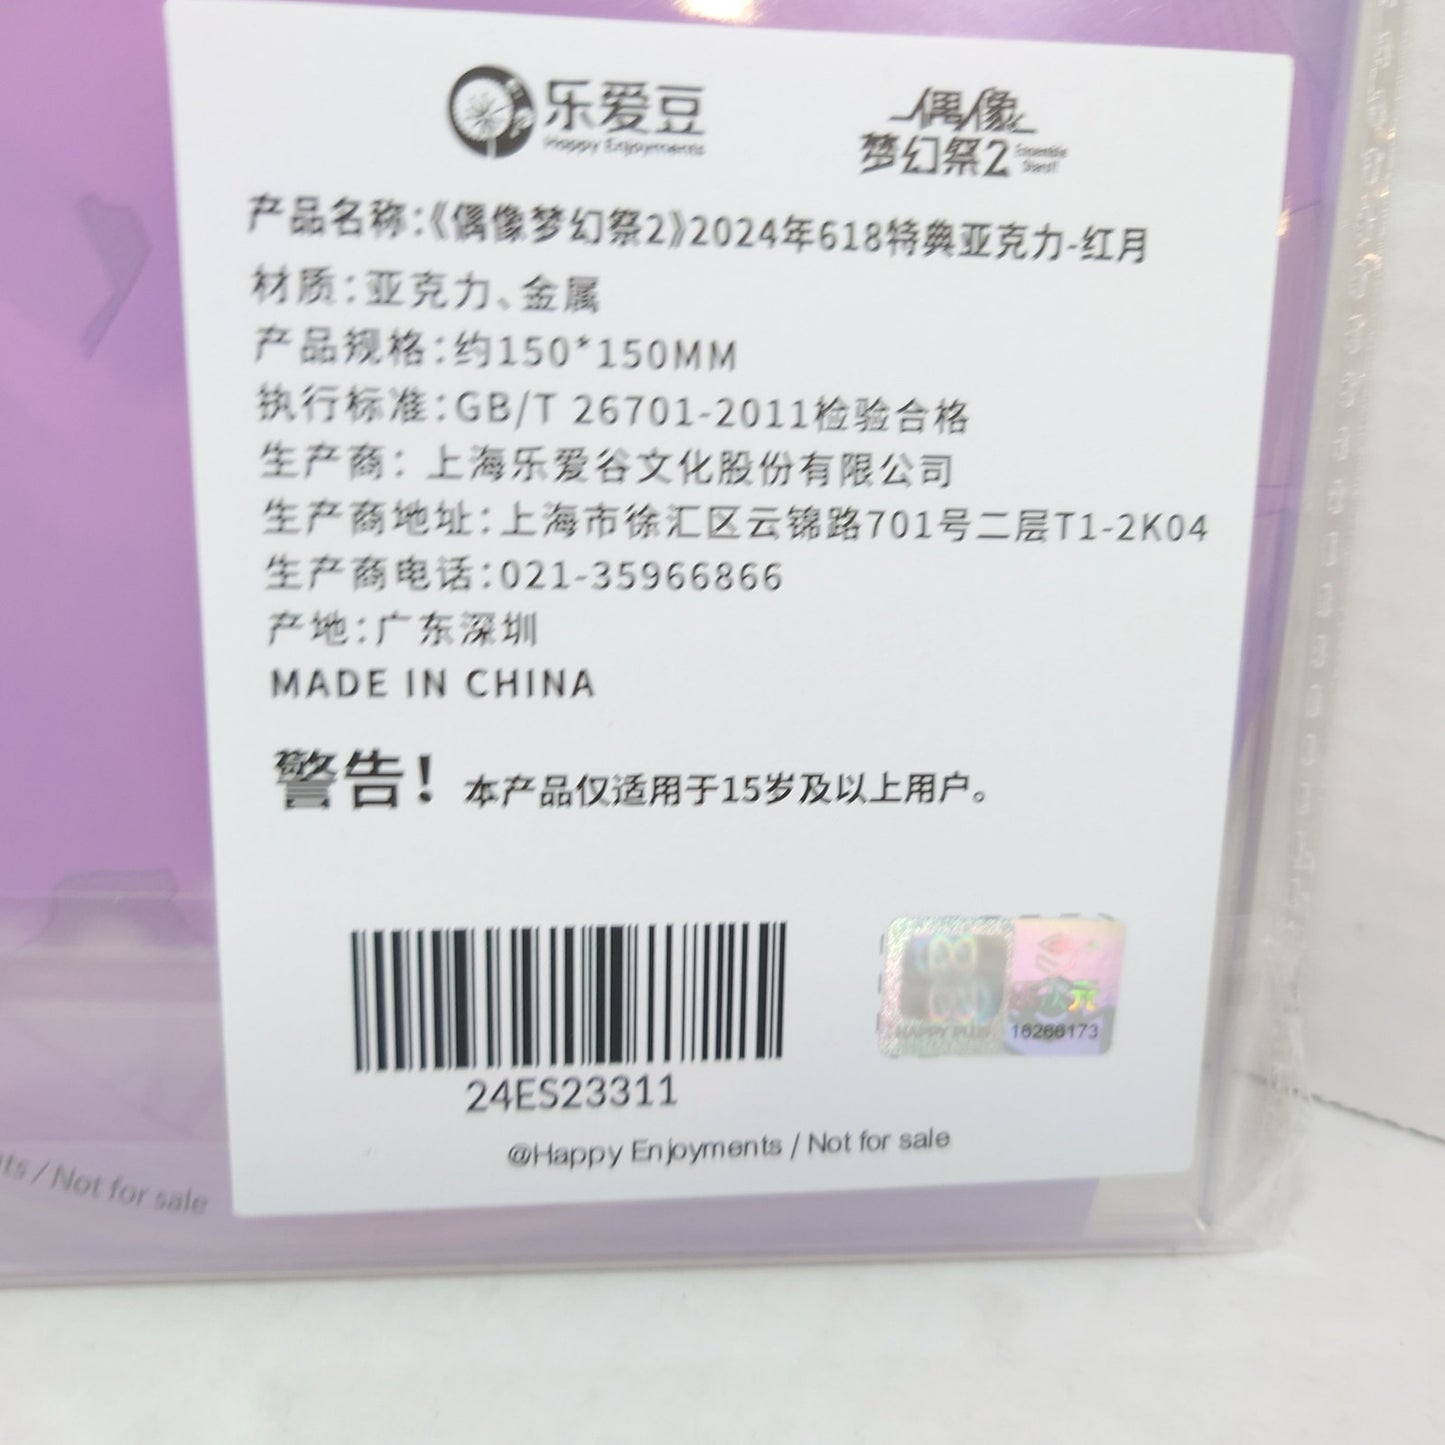 乐爱豆
Happy Enjoyments
偶像
梦幻祭2
Ensemble
Stars!!
产品名称:《偶像梦幻祭2》2024年618特典亚克力-红月
材质:亚克力、金属
产品规格:约150*150MM
执行标准:GB/T 26701-2011检验合格
生产商: 上海乐爱谷文化股份有限公司
生产商地址:上海市徐汇区云锦路701号二层T1-2K04
生产商电话:021-35966866
产地:广东深圳
MADE IN CHINA
警告! 本产品仅适用于15岁及以上用户。
HAPPY PLUS
次元
16266173
24ES23311
@Happy Enjoyments / Not for sale
ts / Not for sale